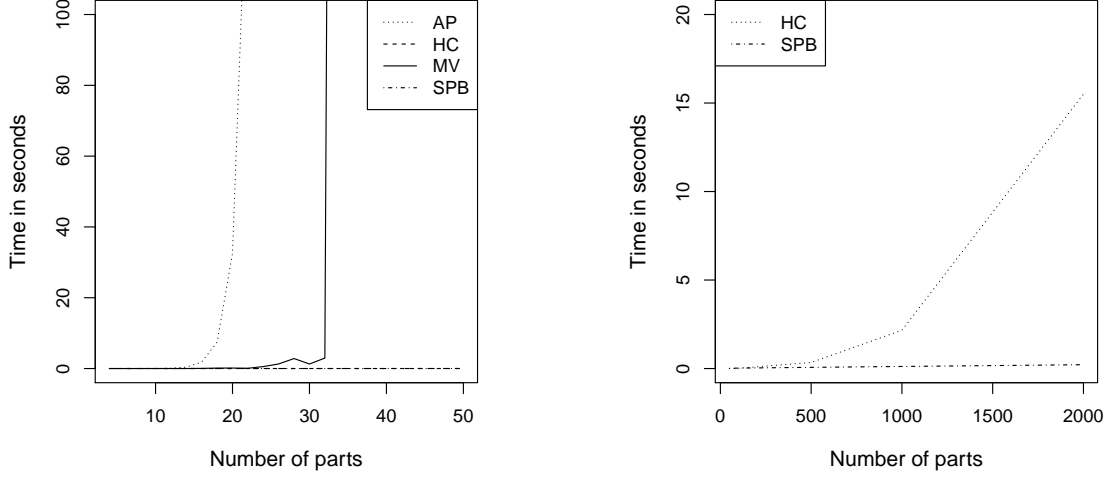 100
80
60
40
20
0
Time in seconds
AP
HC
MV
SPB
10 20 30 40 50
Number of parts
20
15
10
5
0
Time in seconds
HC
SPB
0 500 1000 1500 2000
Number of parts